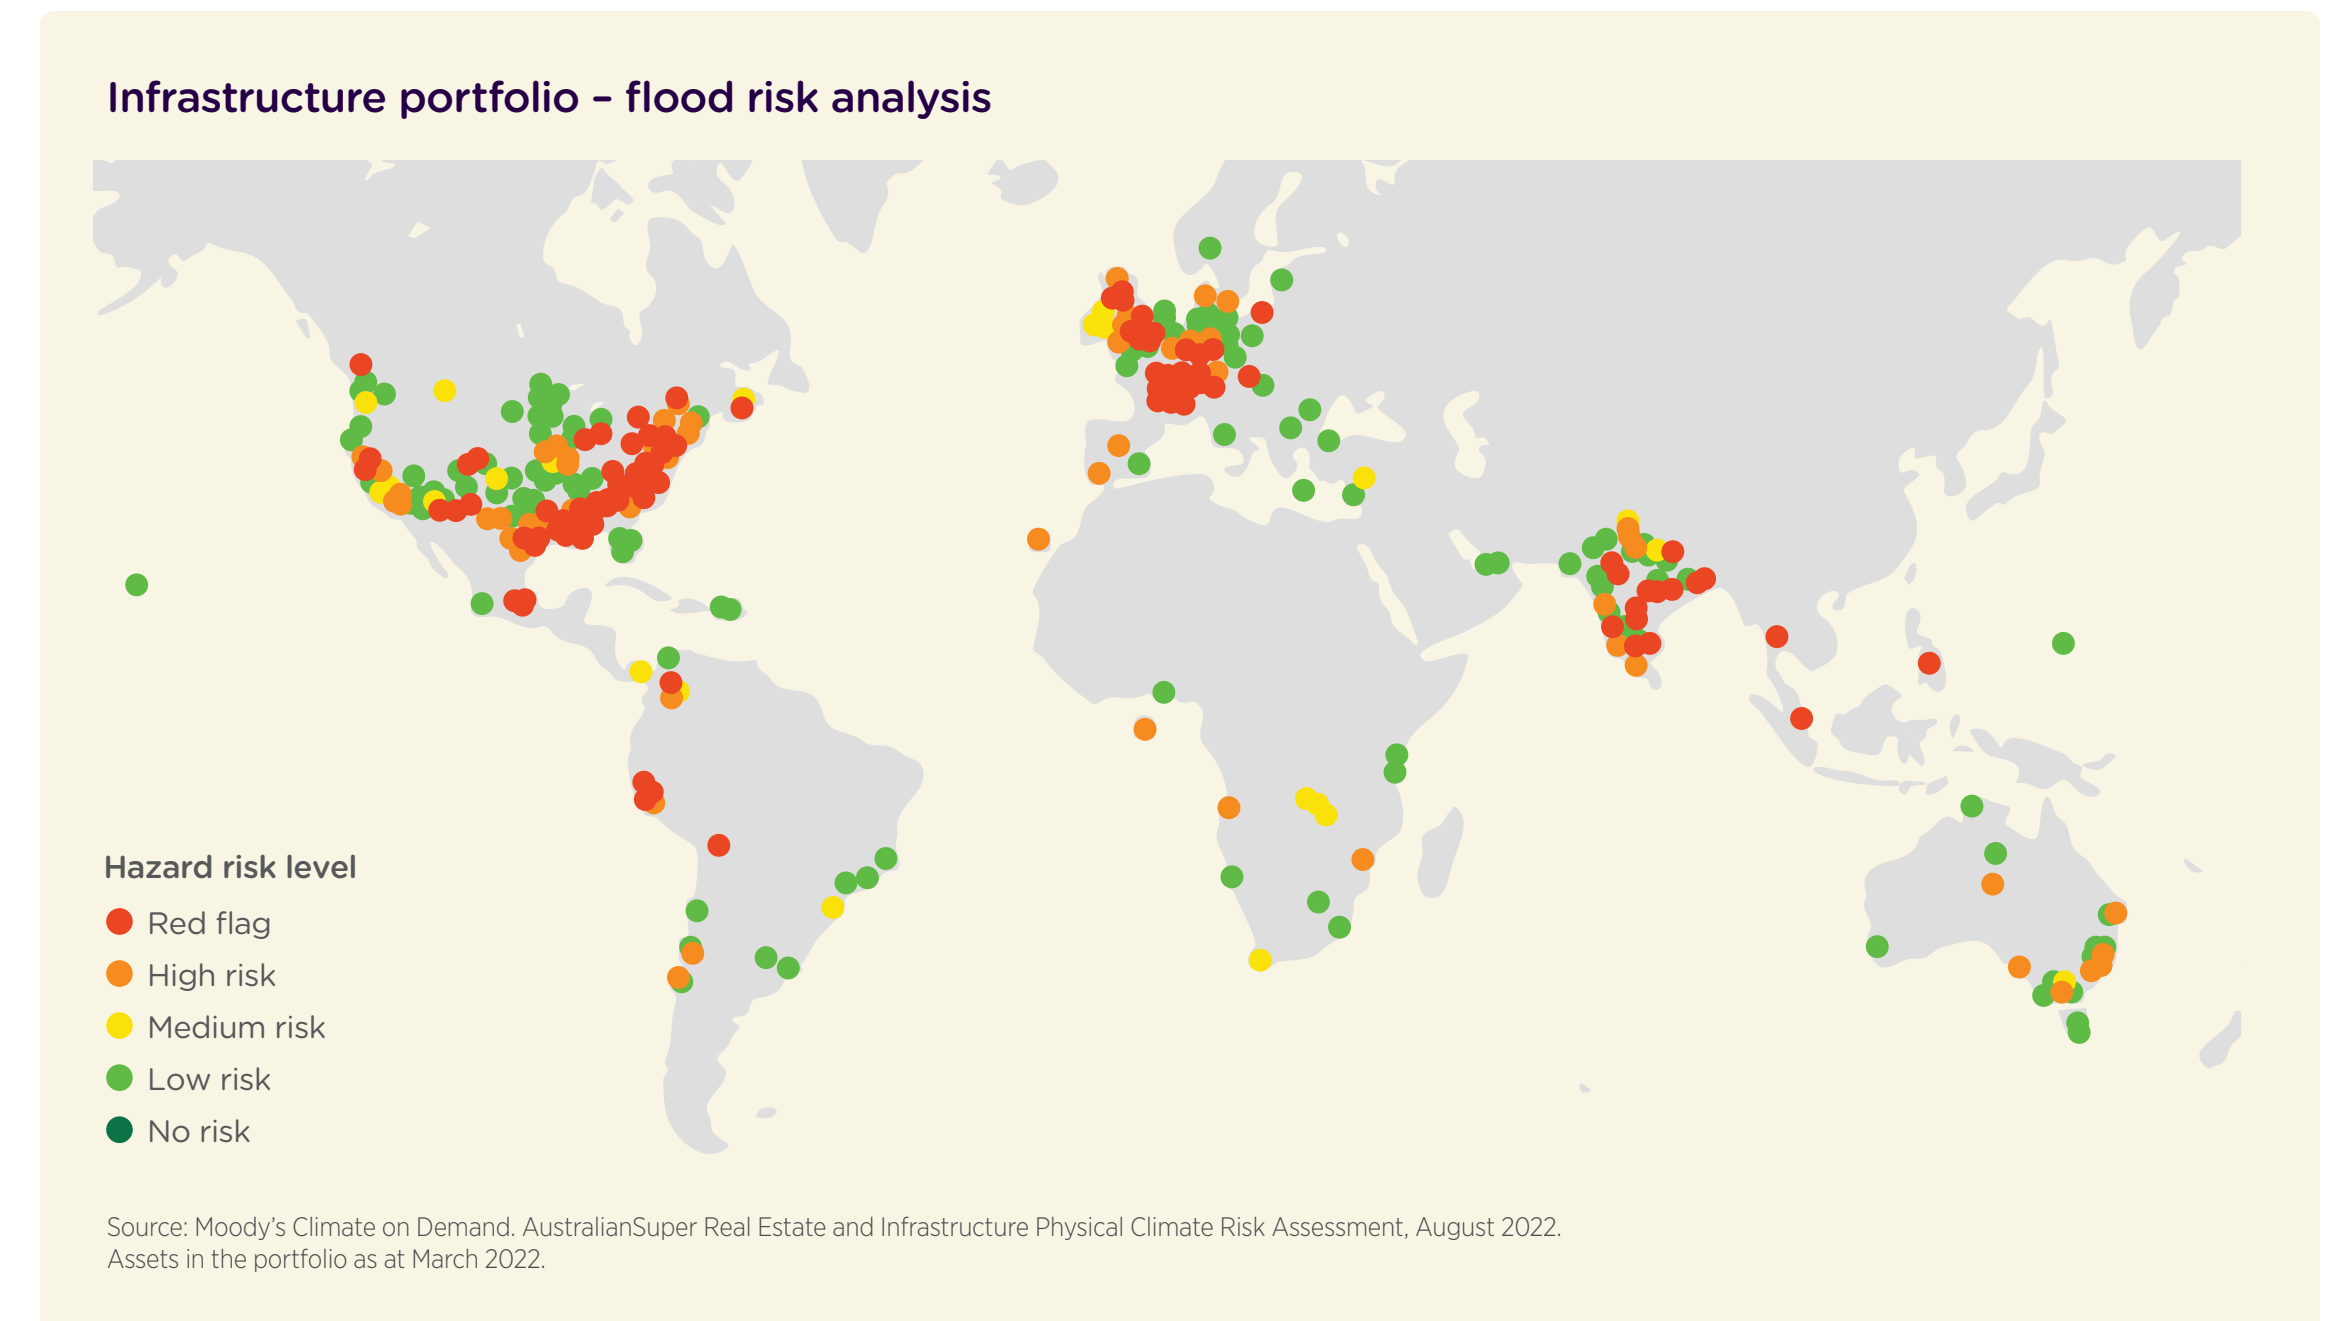 Infrastructure portfolio – flood risk analysis
Hazard risk level
Red flag
High risk
Medium risk
Low risk
No risk
Source: Moody’s Climate on Demand. AustralianSuper Real Estate and Infrastructure Physical Climate Risk Assessment, August 2022.
Assets in the portfolio as at March 2022.